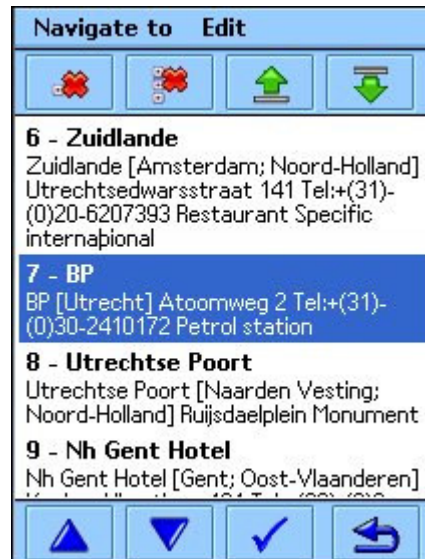 Navigate to Edit
6 - Zuidlande
Zuidlande [Amsterdam; Noord-Holland]
Utrechtsedwarsstraat 141 Tel:+(31)-
(0)20-6207393 Restaurant Specific
internaþional
7 - BP
BP [Utrecht] Atoomweg 2 Tel:+(31)-
(0)30-2410172 Petrol station
8 - Utrechtse Poort
Utrechtse Poort [Naarden Vesting;
Noord-Holland] Ruijsdaelplein Monument
9 - Nh Gent Hotel
Nh Gent Hotel [Gent; Oost-Vlaanderen]